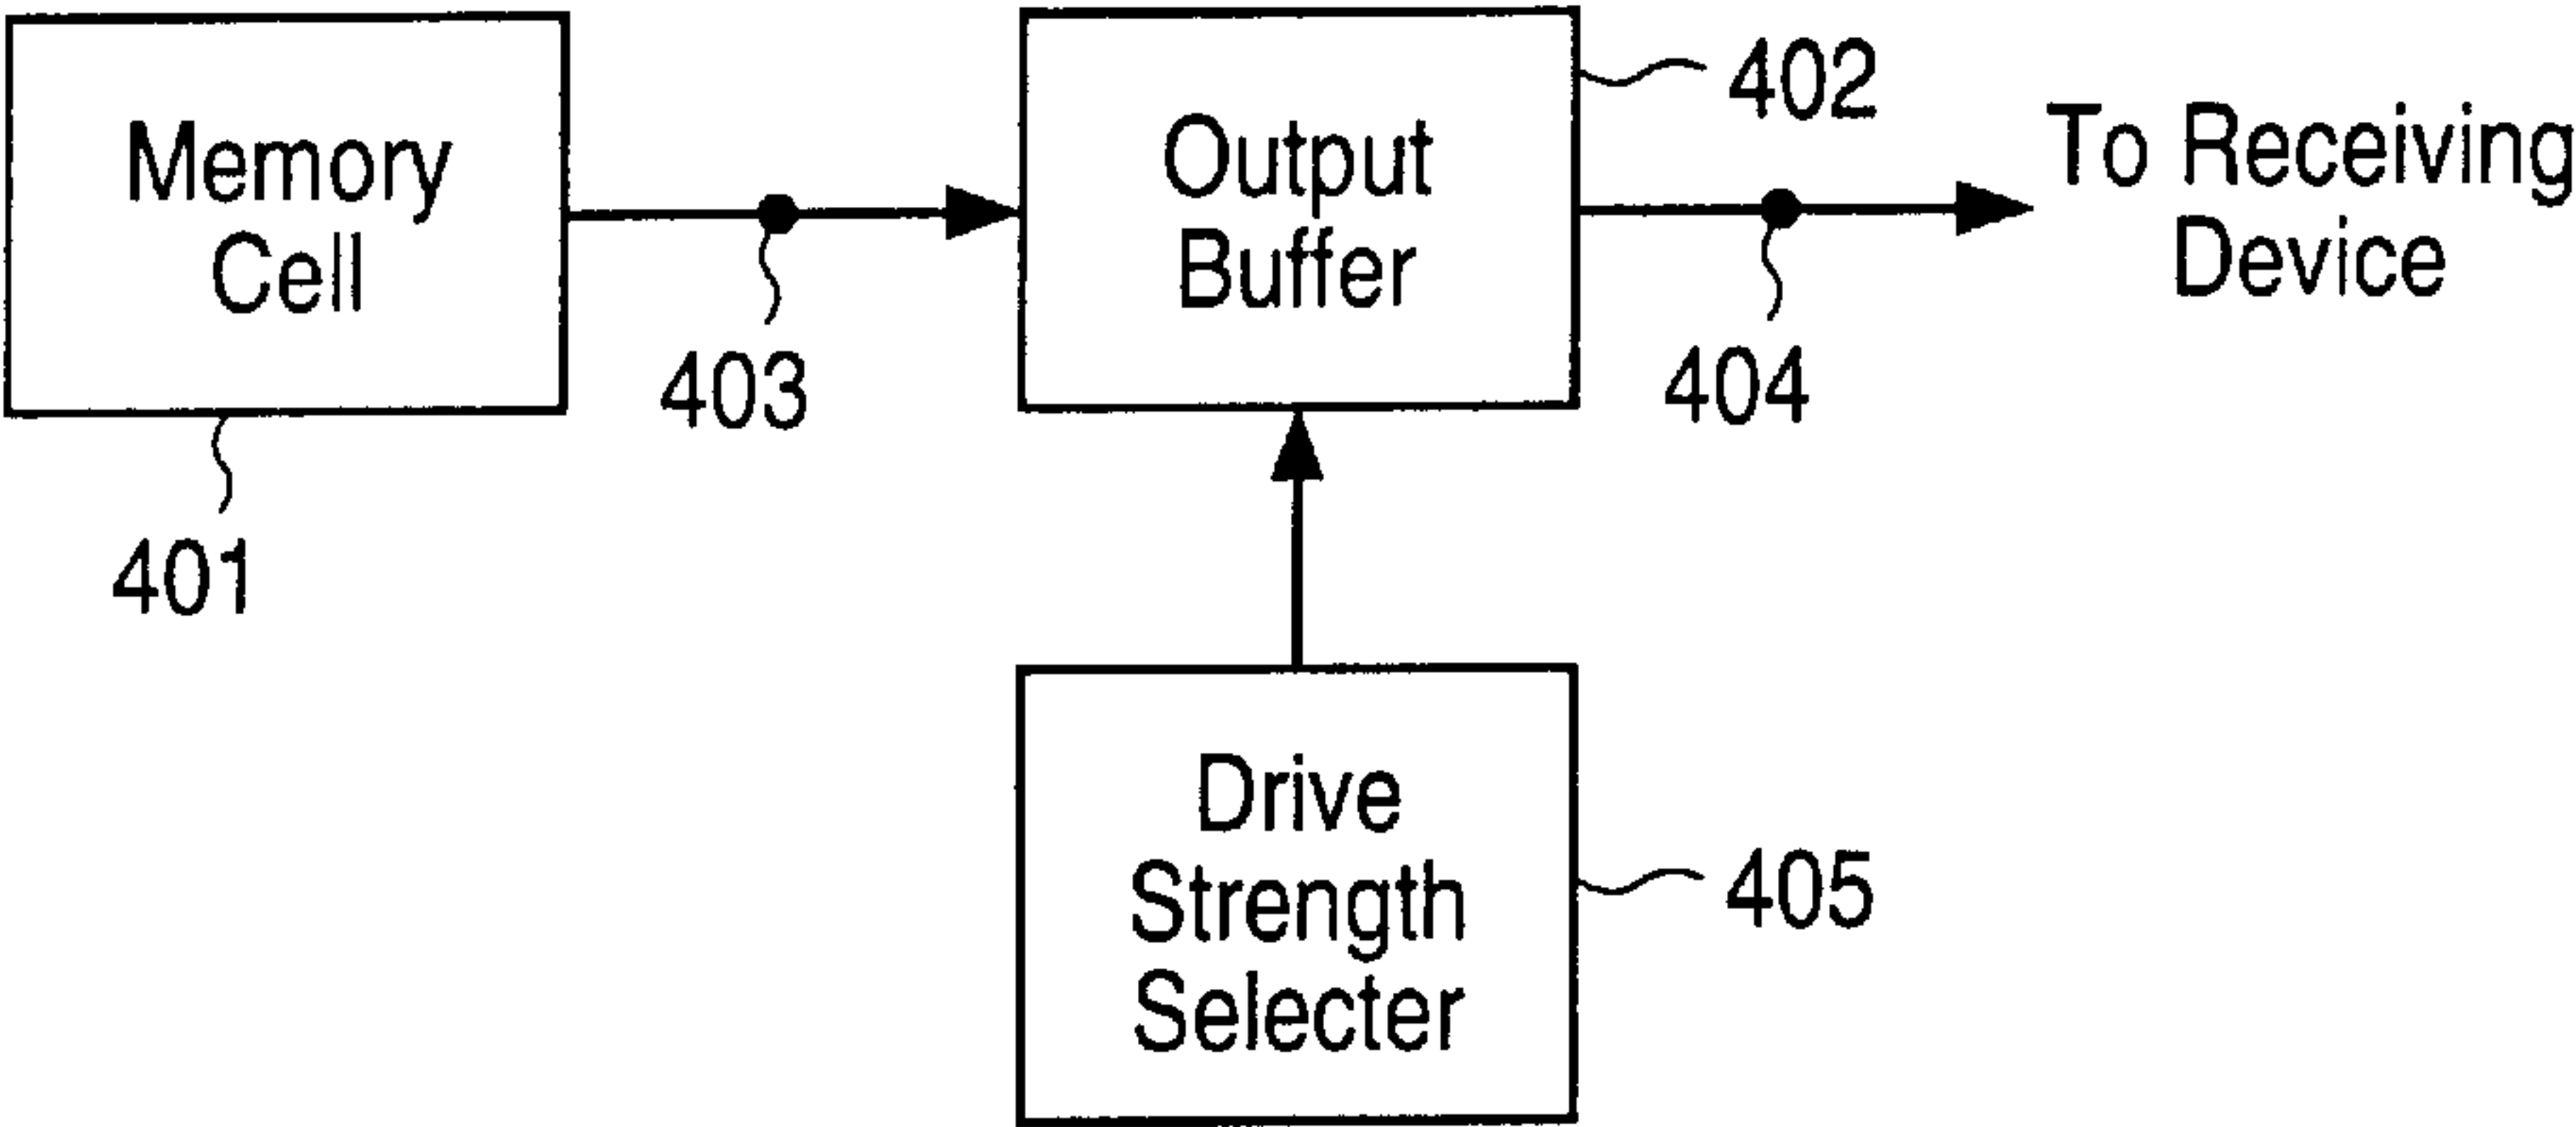 Memory
Cell
401
403
Output
Buffer
402
404
To Receiving
Device
Drive
Strength
Selecter
405